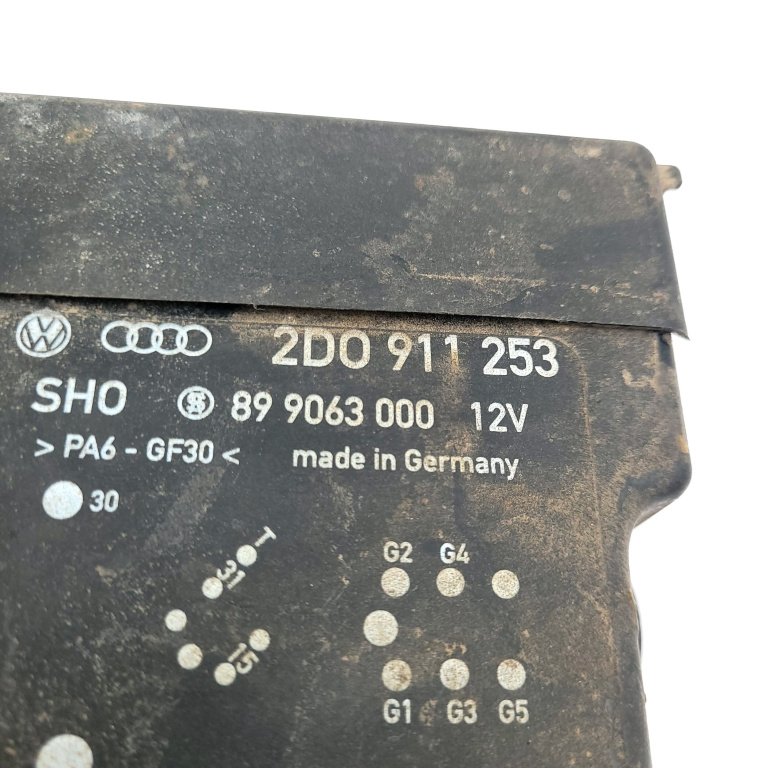 2D0 911 253
SHO 89 9063 000 12V
> PA6 - GF30 < made in Germany
30
T
31
15
G2 G4
G1 G3 G5